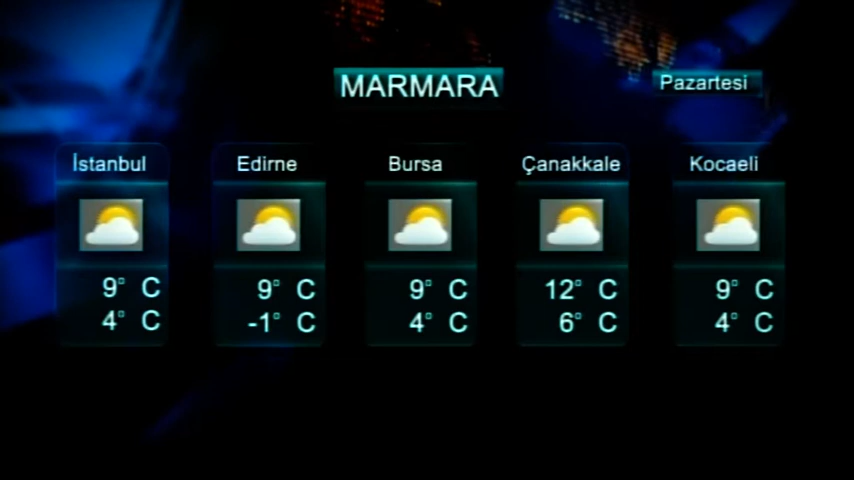 MARMARA
Pazartesi
İstanbul
9° C
4° C
Edirne
9° C
-1° C
Bursa
9° C
4° C
Çanakkale
12° C
6° C
Kocaeli
9° C
4° C